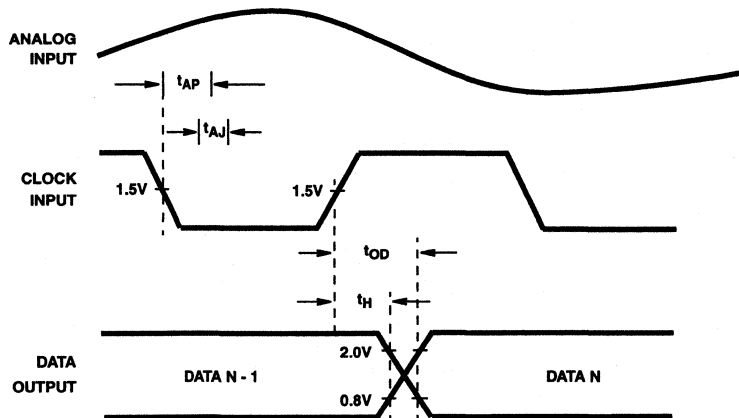 ANALOG
INPUT
tAP
tAJ
CLOCK
INPUT
1.5V
1.5V
tOD
tH
DATA
OUTPUT
DATA N - 1
2.0V
0.8V
DATA N